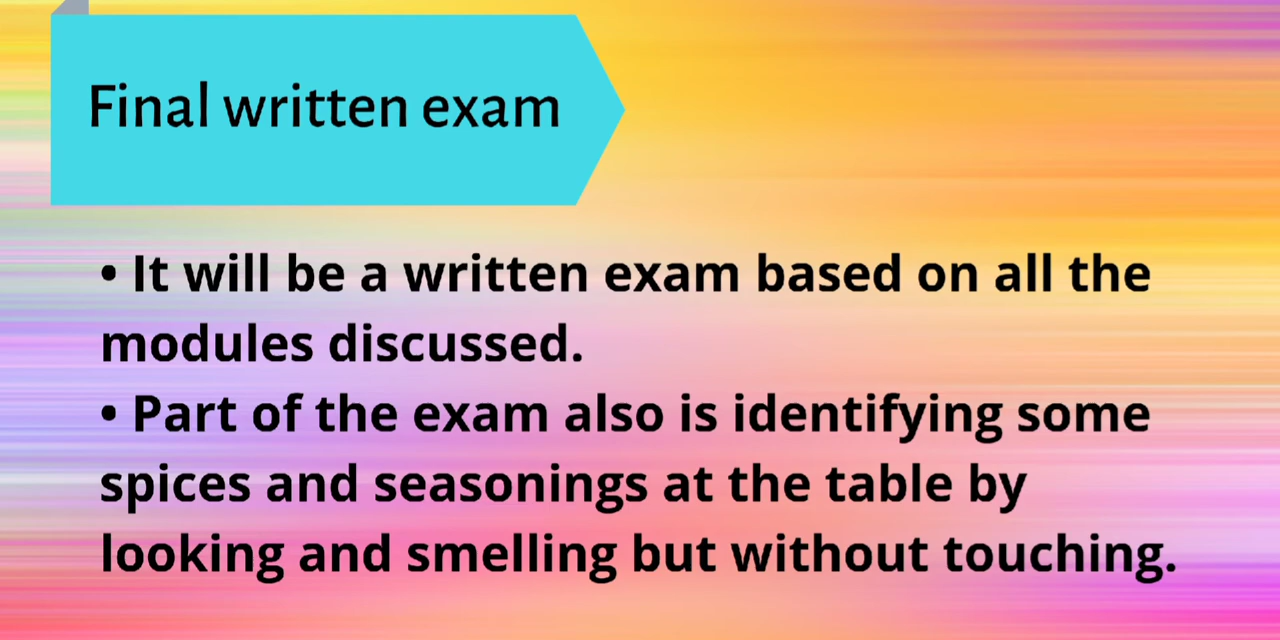 Final written exam
• It will be a written exam based on all the
modules discussed.
• Part of the exam also is identifying some
spices and seasonings at the table by
looking and smelling but without touching.